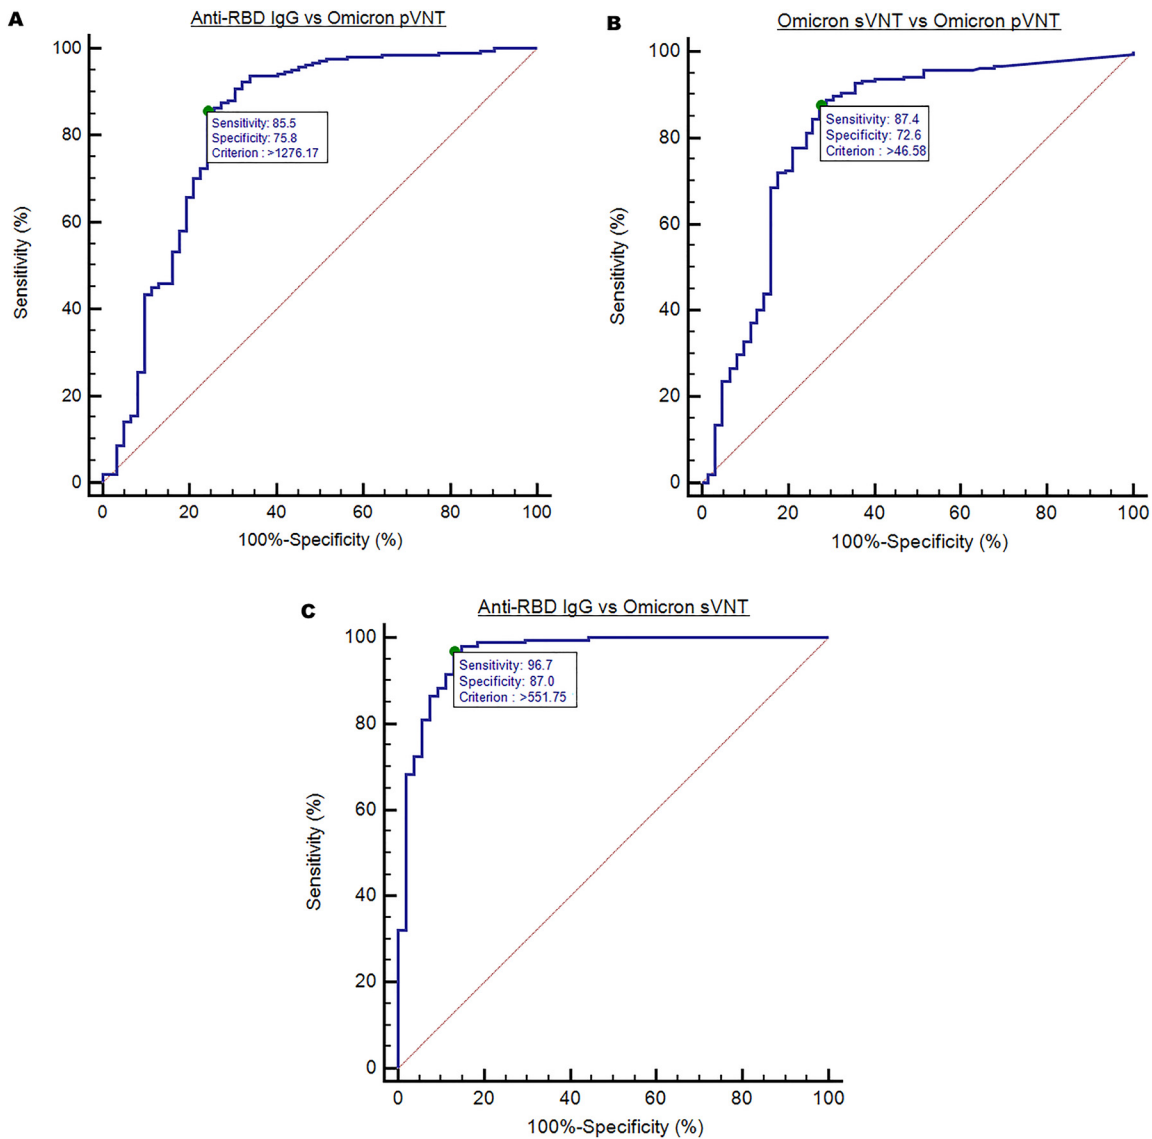 A
Anti-RBD IgG vs Omicron pVNT
100
80
60
40
20
0
Sensitivity (%)
Sensitivity: 85.5
Specificity: 75.8
Criterion : >1276.17
0 20 40 60 80 100
100%-Specificity (%)
B
Omicron sVNT vs Omicron pVNT
100
80
60
40
20
0
Sensitivity (%)
Sensitivity: 87.4
Specificity: 72.6
Criterion : >46.58
0 20 40 60 80 100
100%-Specificity (%)
C
Anti-RBD IgG vs Omicron sVNT
100
80
60
40
20
0
Sensitivity (%)
Sensitivity: 96.7
Specificity: 87.0
Criterion : >551.75
0 20 40 60 80 100
100%-Specificity (%)